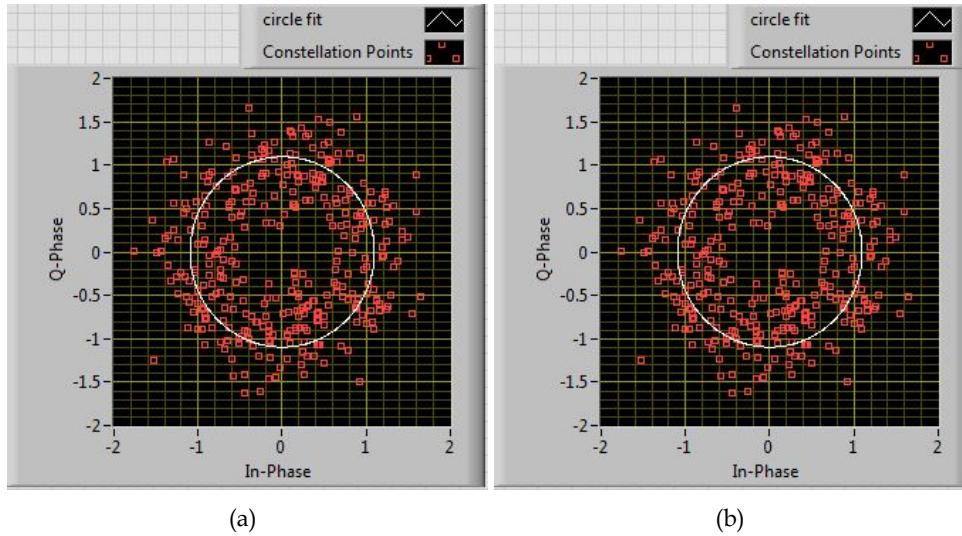 circle fit
Constellation Points
2
1.5
1
0.5
0
-0.5
-1
-1.5
-2
Q-Phase
-2 -1 0 1 2
In-Phase
(a)
circle fit
Constellation Points
2
1.5
1
0.5
0
-0.5
-1
-1.5
-2
Q-Phase
-2 -1 0 1 2
In-Phase
(b)